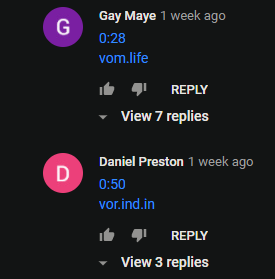 G
Gay Maye 1 week ago
0:28
vom.life
REPLY
View 7 replies
D
Daniel Preston 1 week ago
0:50
vor.ind.in
REPLY
View 3 replies